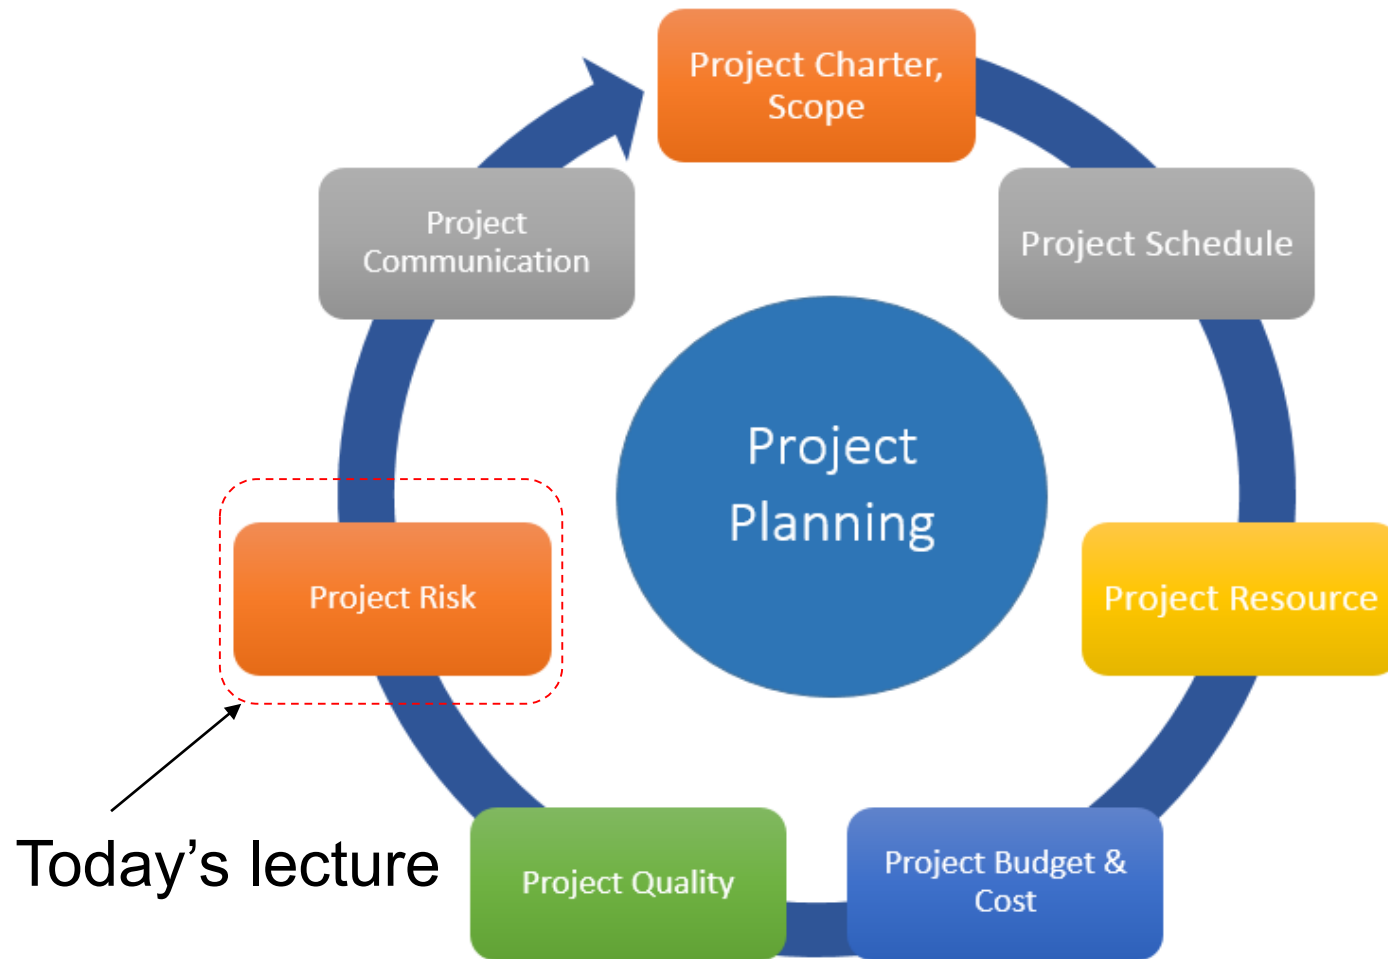 Project Charter,
Scope
Project
Communication
Project Schedule
Project
Planning
Project Risk
Project Resource
Today’s lecture
Project Quality
Project Budget &
Cost